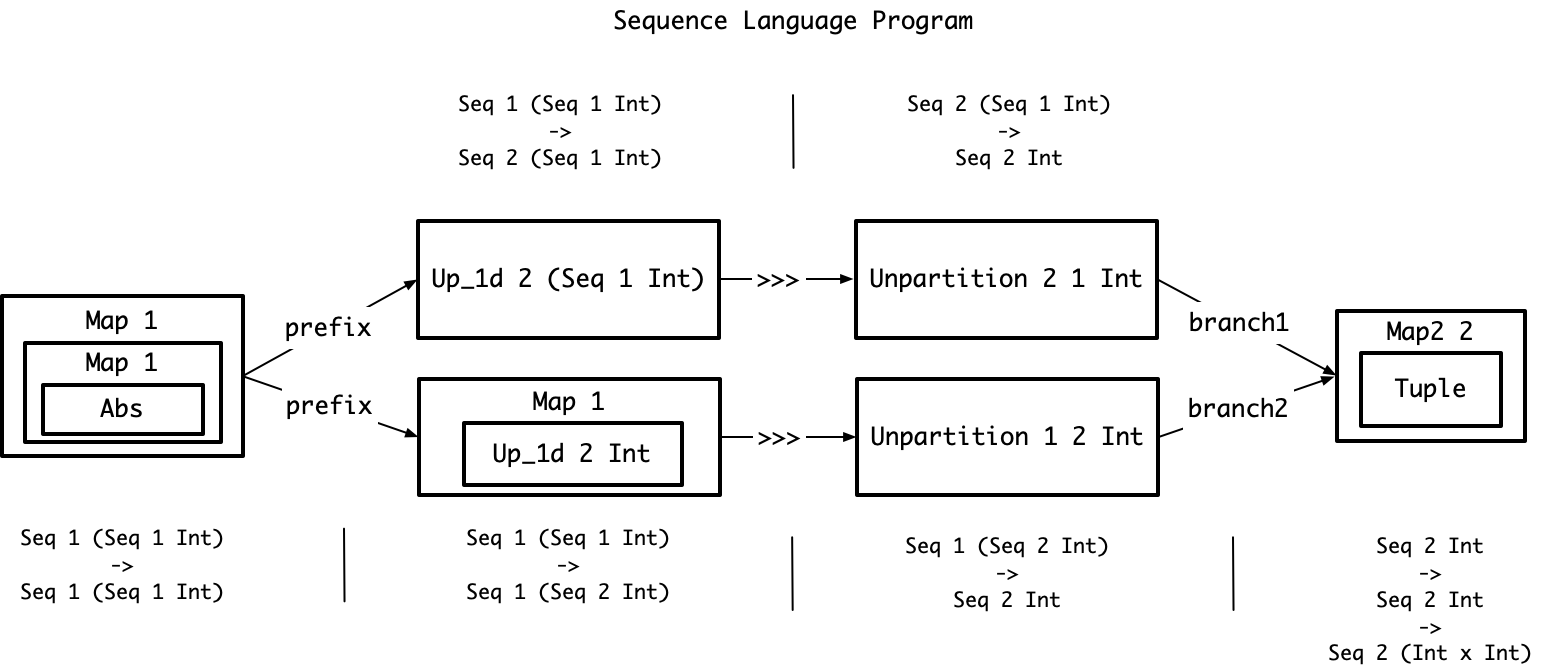 Sequence Language Program
Seq 1 (Seq 1 Int)
->
Seq 2 (Seq 1 Int)
Seq 2 (Seq 1 Int)
->
Seq 2 Int
Map 1
Map 1
Abs
prefix
prefix
Up_1d 2 (Seq 1 Int)
>>>
Unpartition 2 1 Int
Map 1
Up_1d 2 Int
>>>
Unpartition 1 2 Int
branch1
branch2
Map2 2
Tuple
Seq 1 (Seq 1 Int)
->
Seq 1 (Seq 1 Int)
Seq 1 (Seq 1 Int)
->
Seq 1 (Seq 2 Int)
Seq 1 (Seq 2 Int)
->
Seq 2 Int
Seq 2 Int
->
Seq 2 Int
->
Seq 2 (Int x Int)